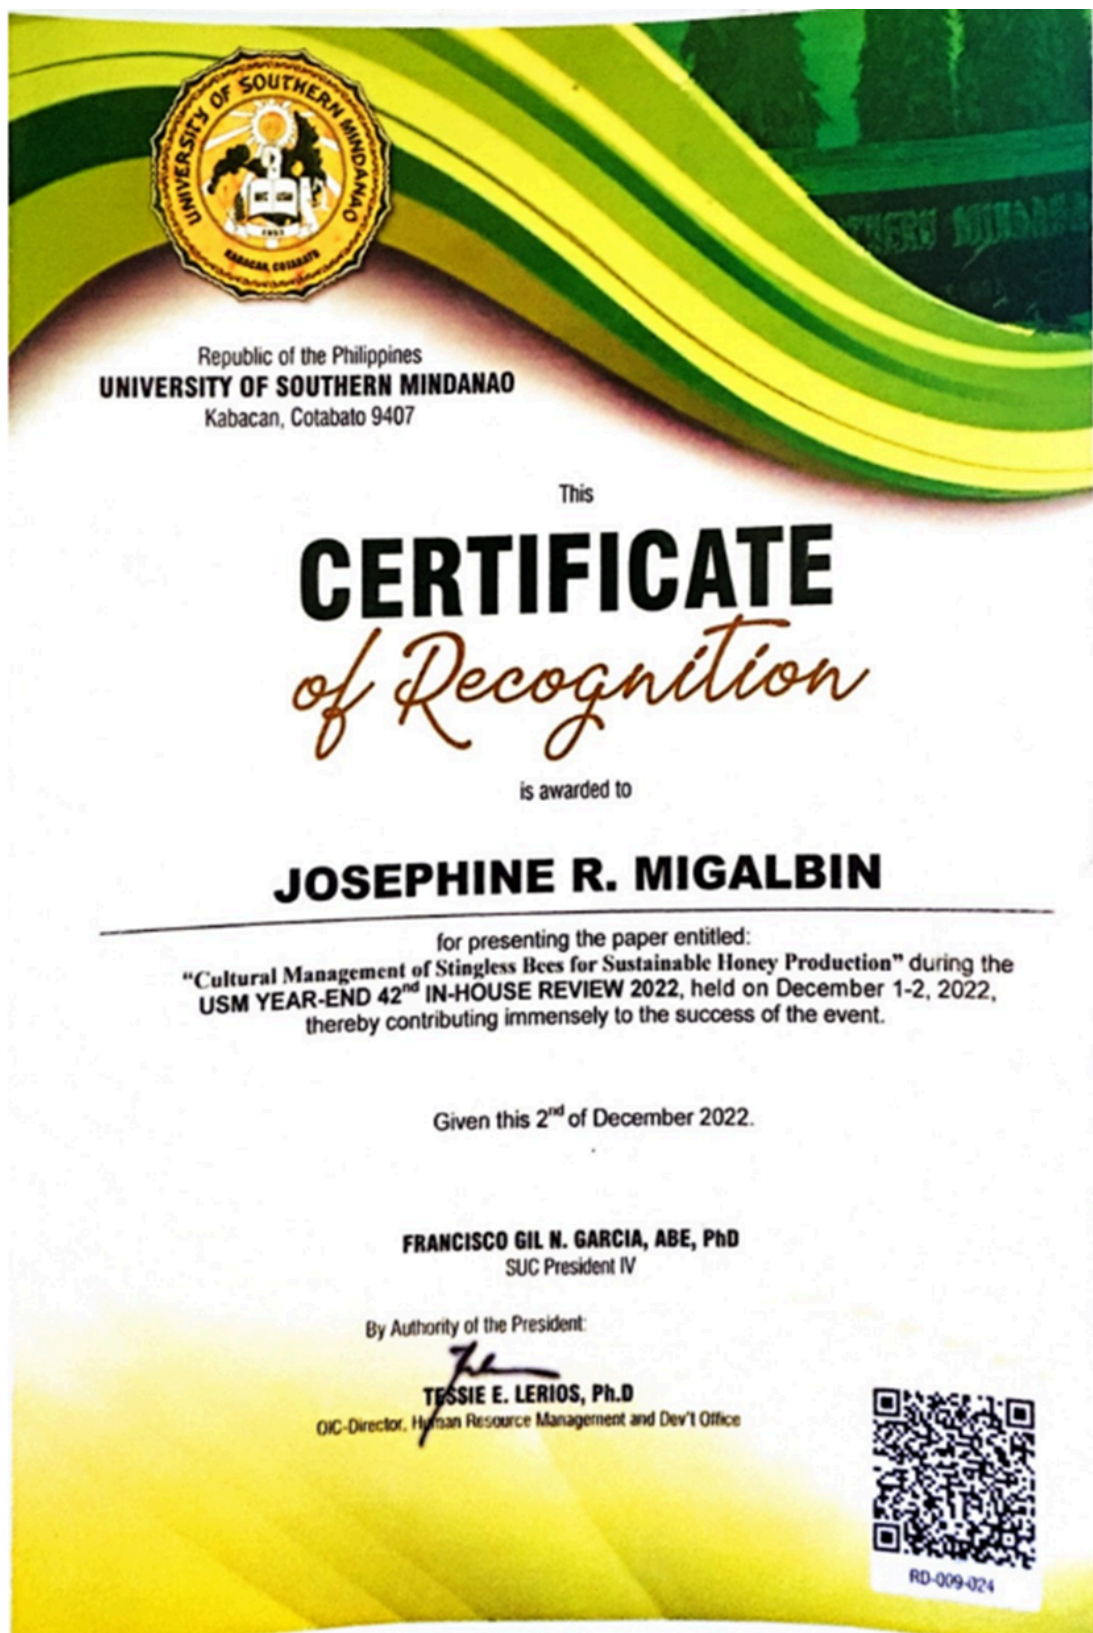 UNIVERSITY OF SOUTHERN MINDANAO
1952
KABACAN, COTABATO
Republic of the Philippines
UNIVERSITY OF SOUTHERN MINDANAO
Kabacan, Cotabato 9407
This
CERTIFICATE
of Recognition
is awarded to
JOSEPHINE R. MIGALBIN
for presenting the paper entitled:
“Cultural Management of Stingless Bees for Sustainable Honey Production” during the
USM YEAR-END 42nd IN-HOUSE REVIEW 2022, held on December 1-2, 2022,
thereby contributing immensely to the success of the event.
Given this 2nd of December 2022.
FRANCISCO GIL N. GARCIA, ABE, PhD
SUC President IV
By Authority of the President:
TESSIE E. LERIOS, Ph.D
OIC-Director, Human Resource Management and Dev't Office
RD-009-024